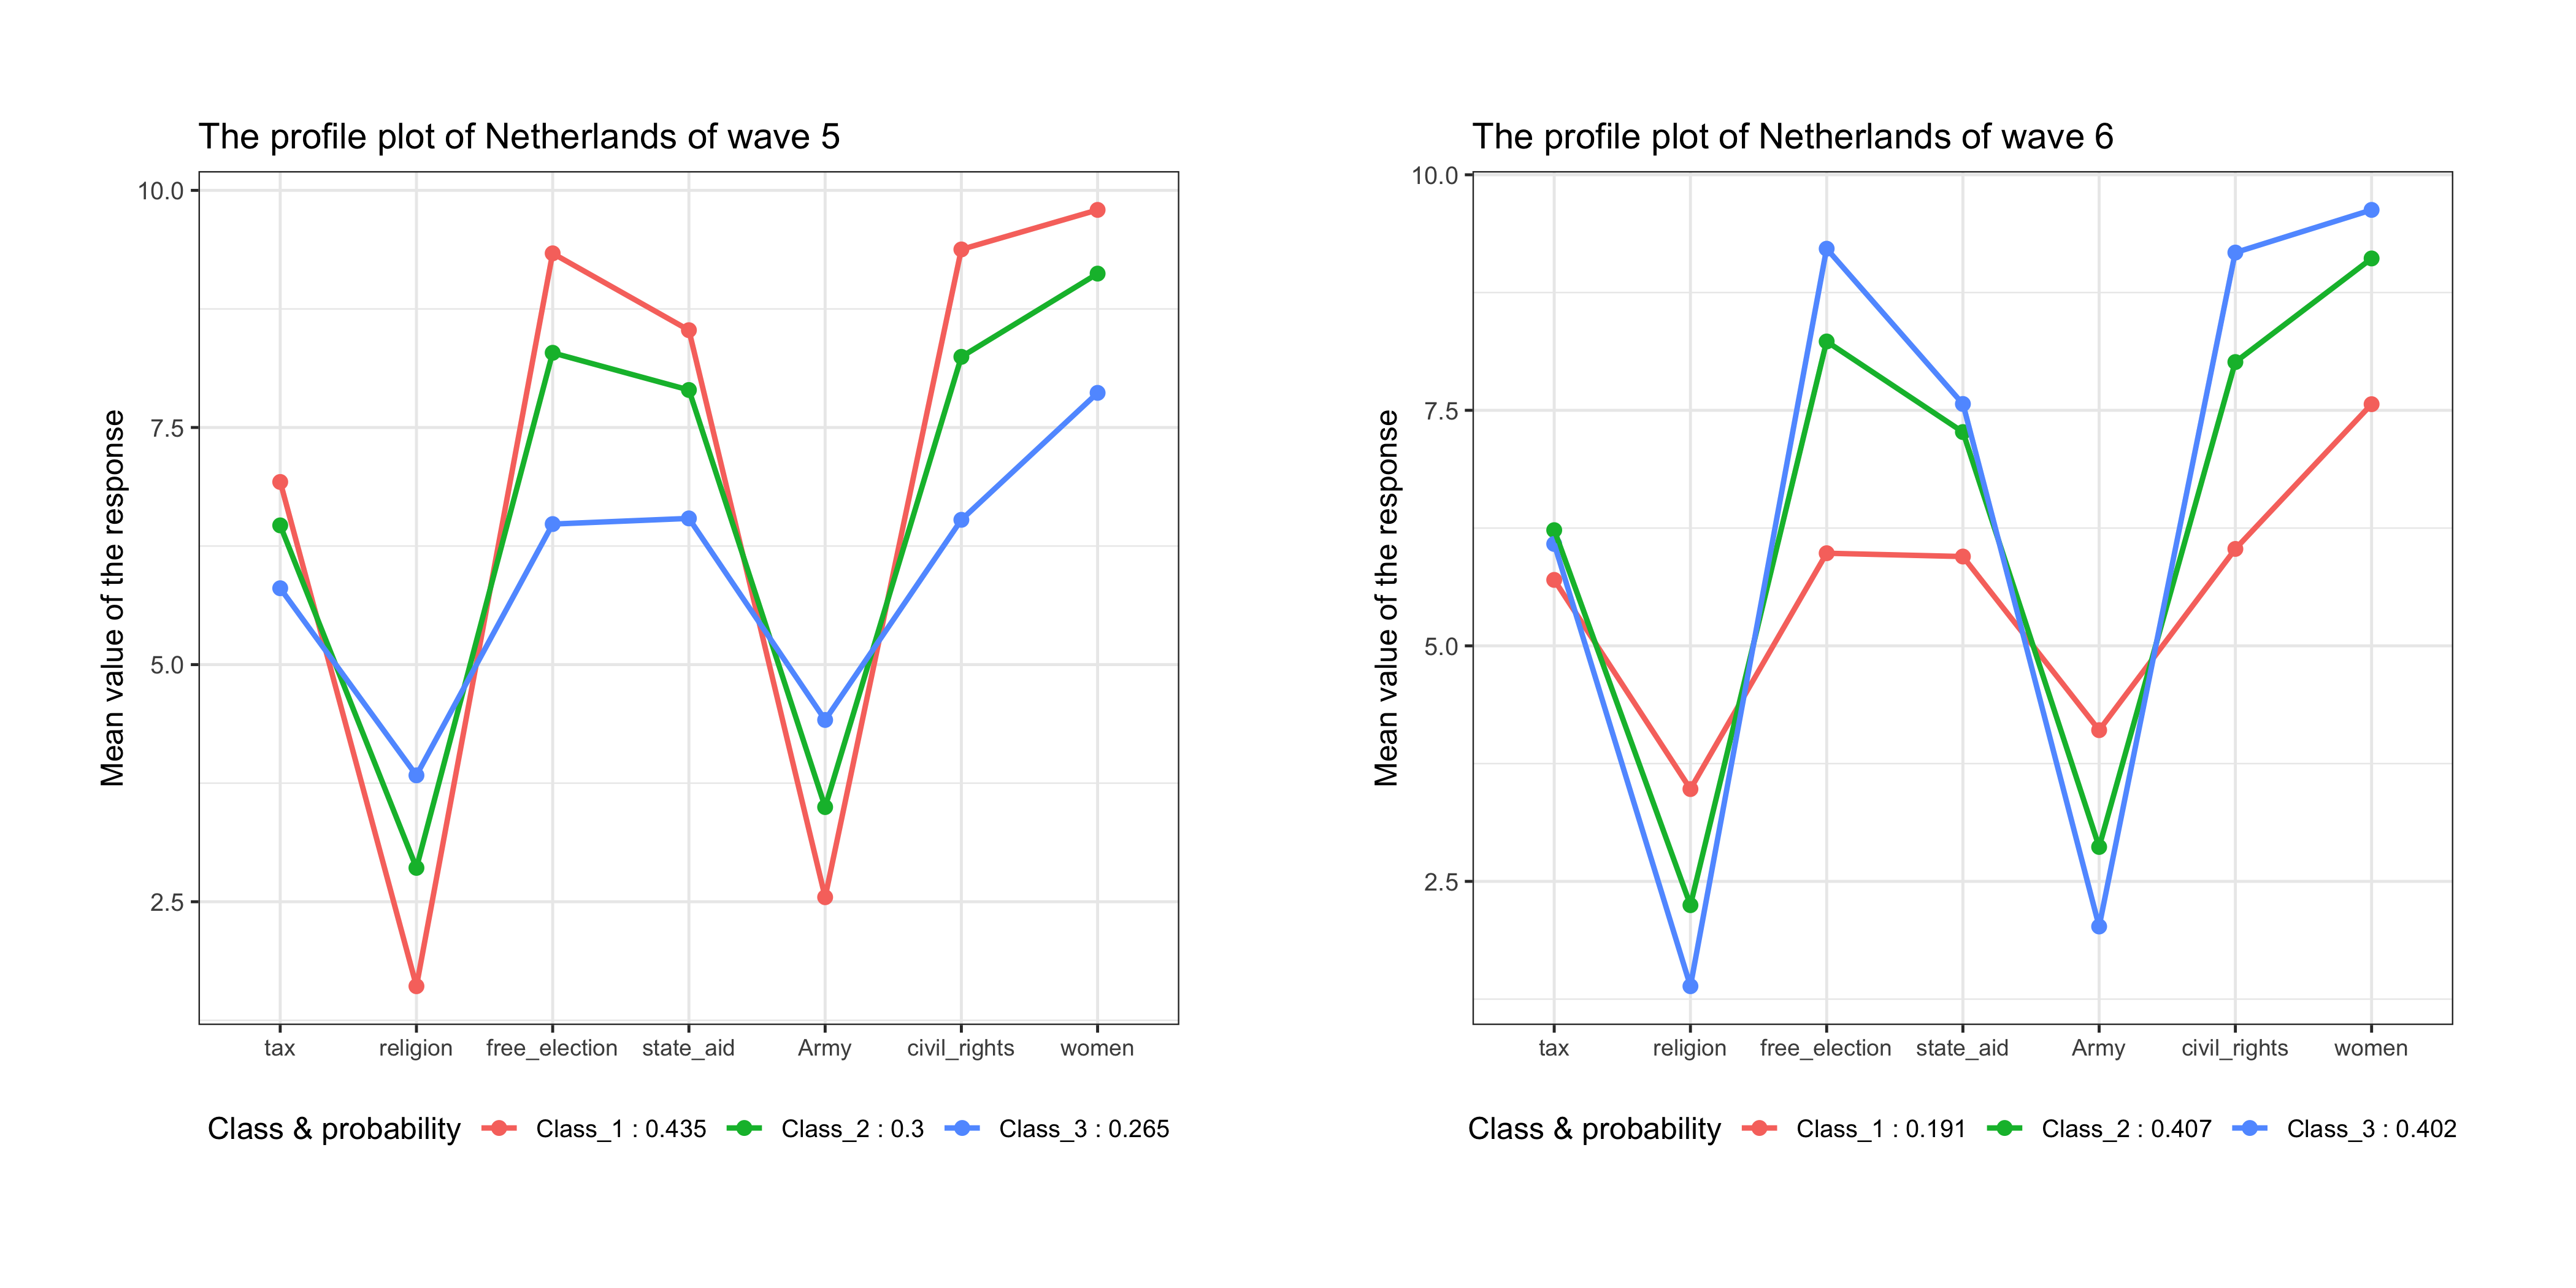 The profile plot of Netherlands of wave 5
Mean value of the response
10.0
7.5
5.0
2.5
tax religion free_election state_aid Army civil_rights women
Class & probability Class_1 : 0.435 Class_2 : 0.3 Class_3 : 0.265
The profile plot of Netherlands of wave 6
Mean value of the response
10.0
7.5
5.0
2.5
tax religion free_election state_aid Army civil_rights women
Class & probability Class_1 : 0.191 Class_2 : 0.407 Class_3 : 0.402